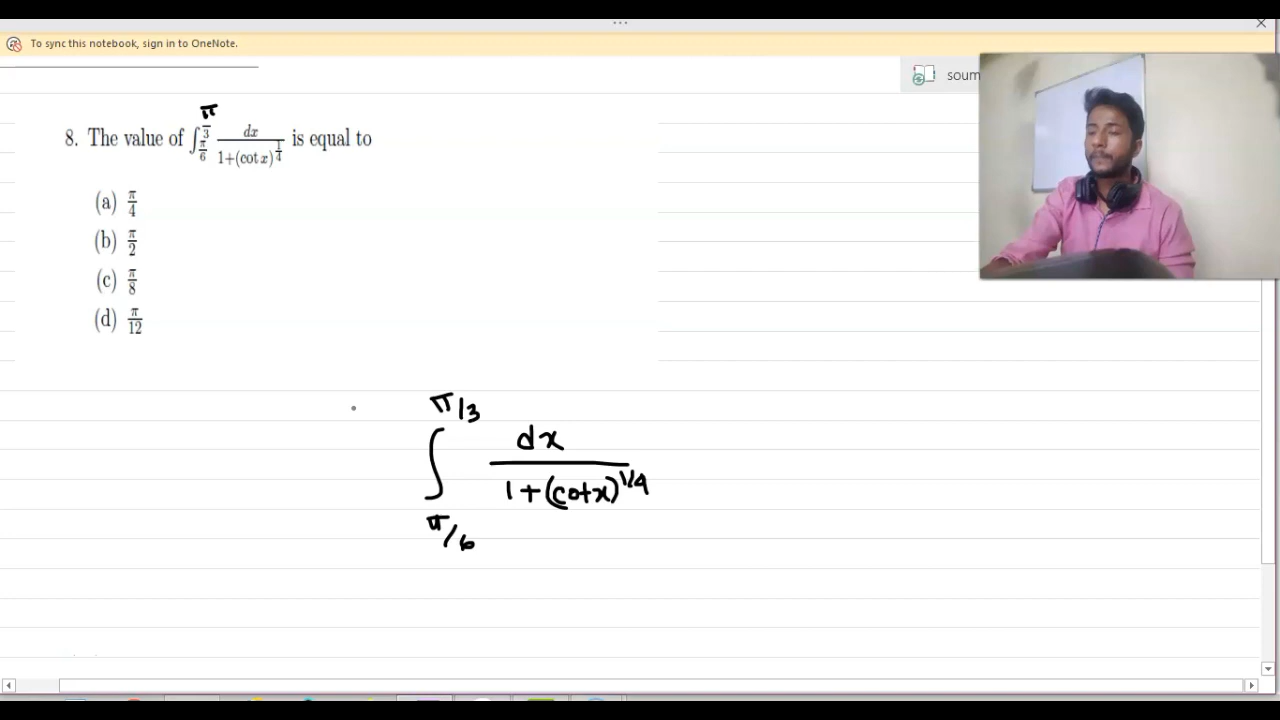 To sync this notebook, sign in to OneNote.
soum
π
8. The value of ∫_{π/6}^{π/3} dx/(1+(cot x)^{1/4}) is equal to
(a) π/4
(b) π/2
(c) π/8
(d) π/12
∫_{π/6}^{π/3} dx/(1+(cotx)^{1/4})